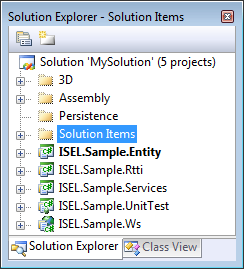 Solution Explorer - Solution Items
Solution 'MySolution' (5 projects)
3D
Assembly
Persistence
Solution Items
ISEL.Sample.Entity
ISEL.Sample.Rtti
ISEL.Sample.Services
ISEL.Sample.UnitTest
ISEL.Sample.Ws
Solution Explorer Class View